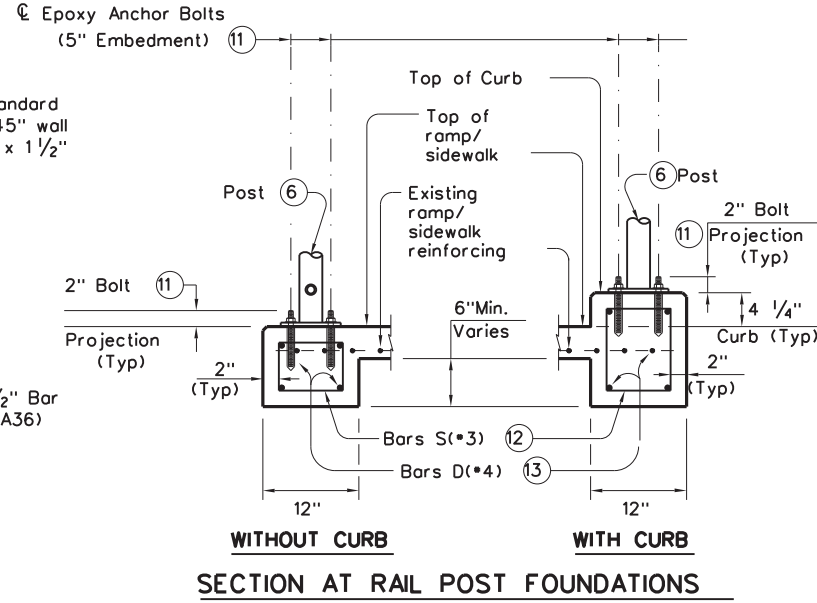 ℄ Epoxy Anchor Bolts
(5" Embedment) 11
andard
45" wall
x 1 1/2"
Top of Curb
Top of
ramp/
sidewalk
Post 6
Existing
ramp/
sidewalk
reinforcing
6 Post
2" Bolt
11 Projection
(Typ)
2" Bolt 11
Projection
(Typ)
6"Min.
Varies
4 1/4"
Curb (Typ)
2"
(Typ)
2"
(Typ)
/2" Bar
A36)
Bars S(#3) 12
Bars D(#4) 13
12"
12"
WITHOUT CURB
WITH CURB
SECTION AT RAIL POST FOUNDATIONS